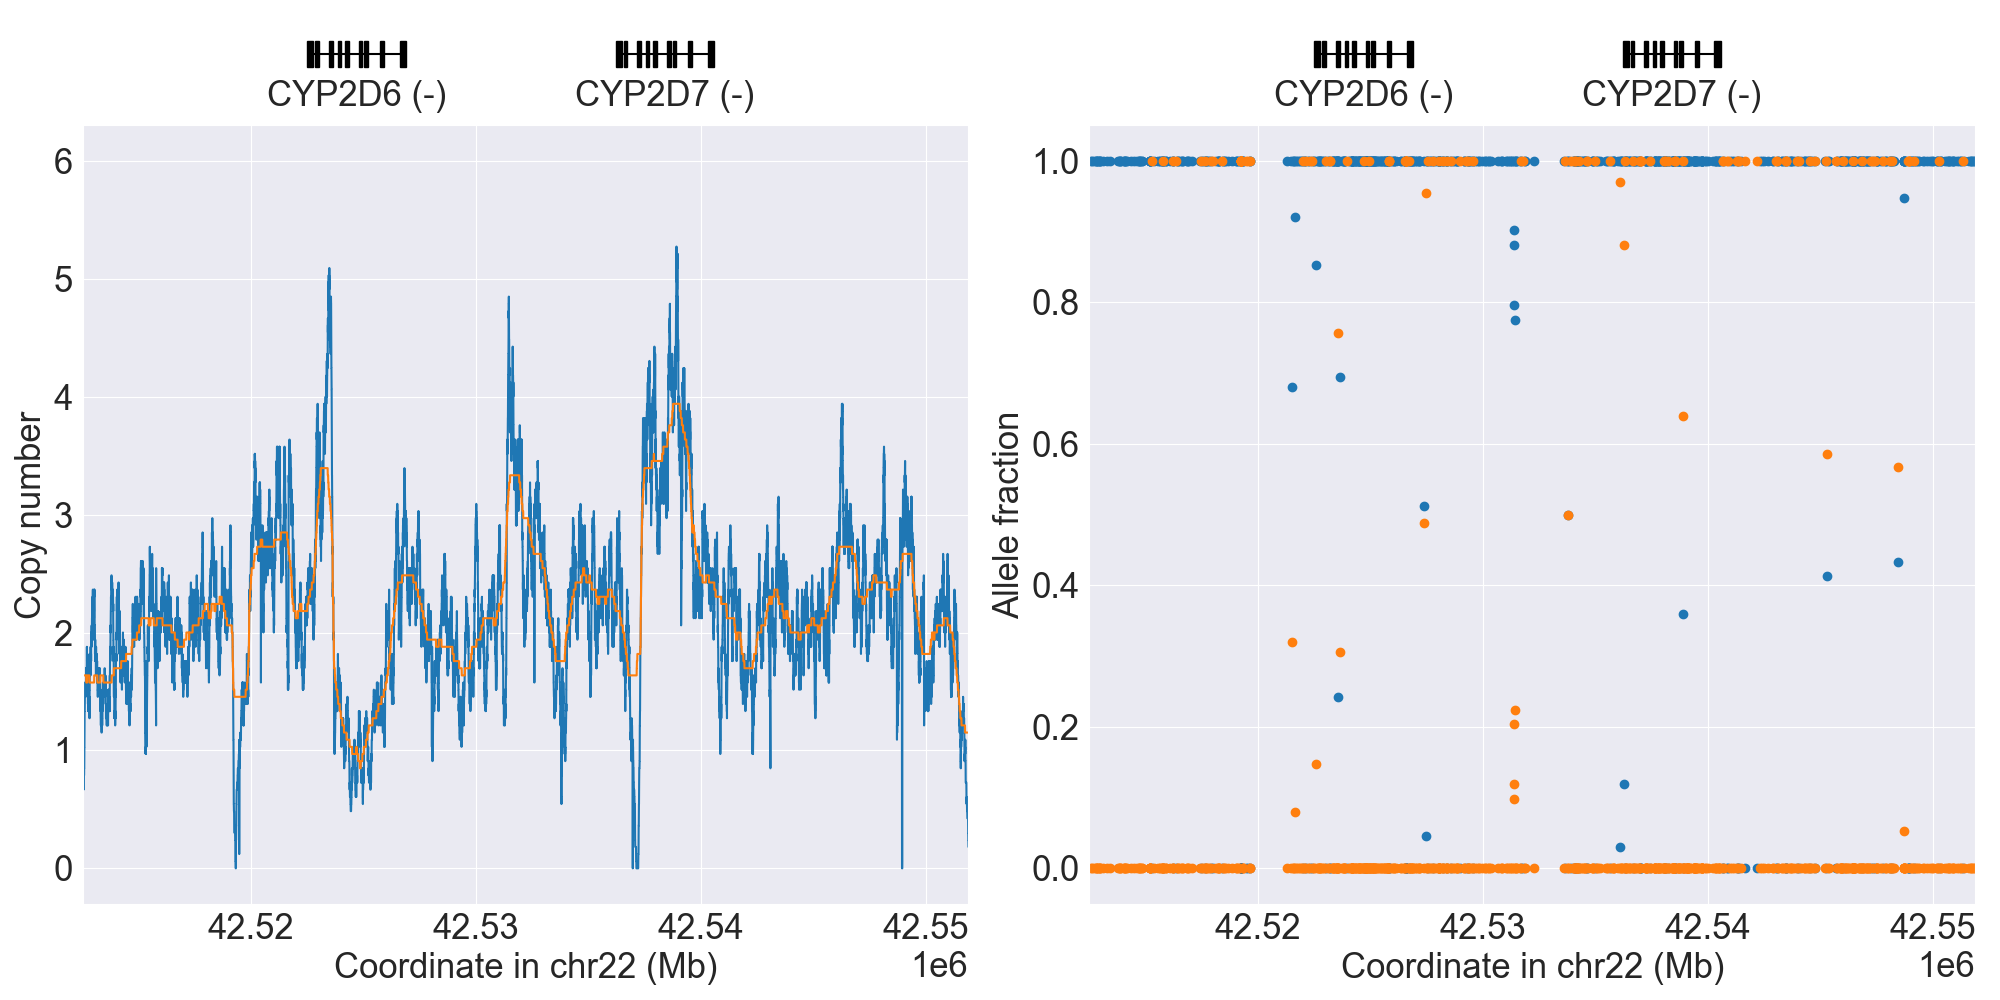 CYP2D6 (-) CYP2D7 (-)
6
5
4
3
2
1
0
Copy number
42.52 42.53 42.54 42.55
Coordinate in chr22 (Mb)
1e6
CYP2D6 (-) CYP2D7 (-)
1.0
0.8
0.6
0.4
0.2
0.0
Allele fraction
42.52 42.53 42.54 42.55
Coordinate in chr22 (Mb)
1e6